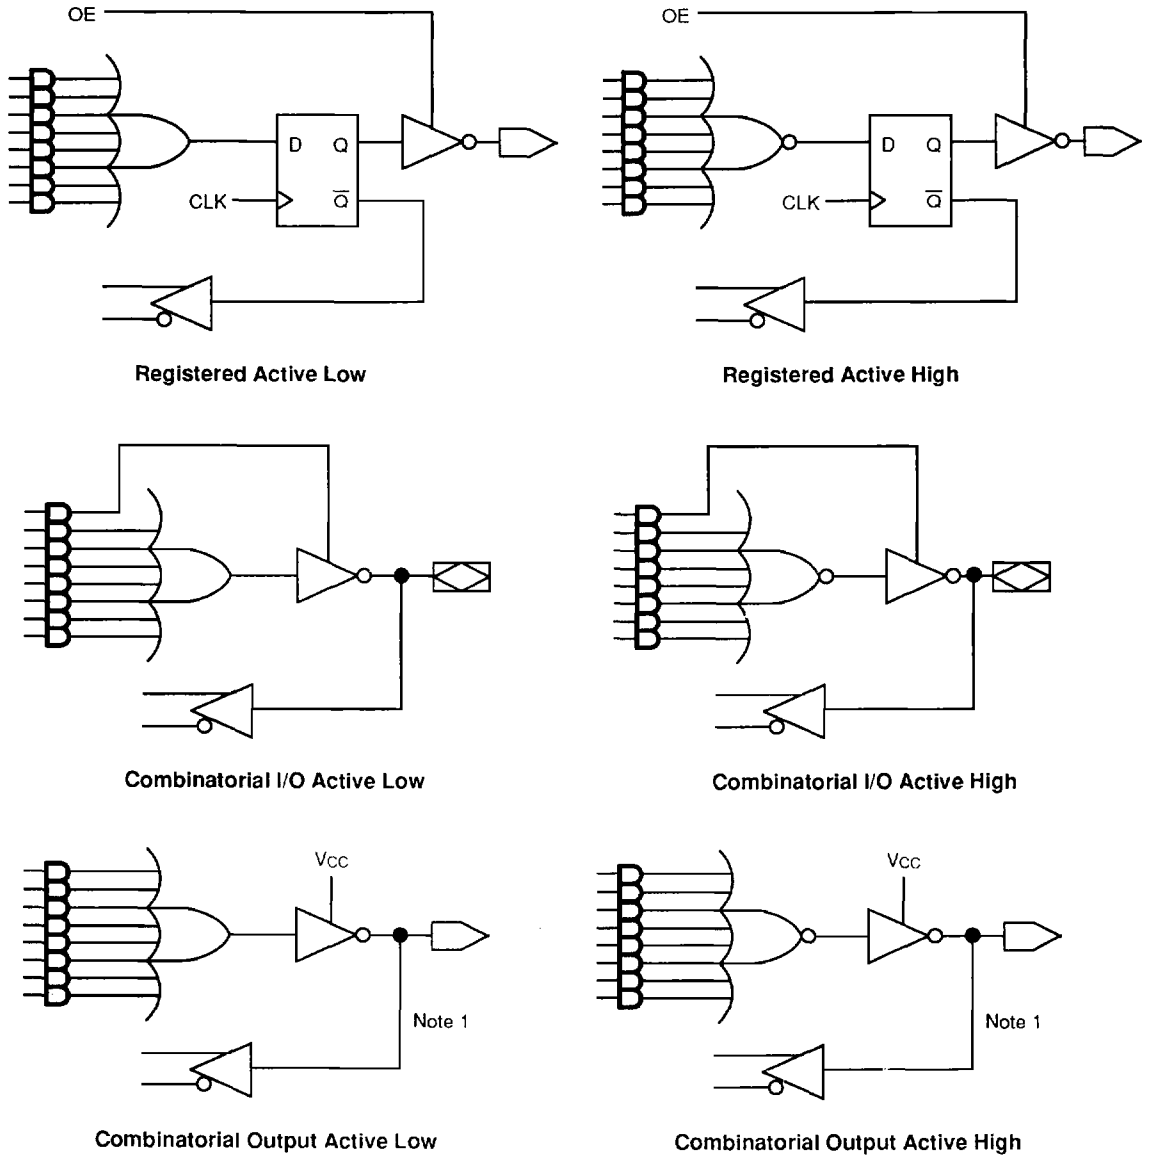 OE
OE
D Q
CLK Q̅
D Q
CLK Q̅
Registered Active Low
Registered Active High
Combinatorial I/O Active Low
Combinatorial I/O Active High
VCC
VCC
Note 1
Note 1
Combinatorial Output Active Low
Combinatorial Output Active High